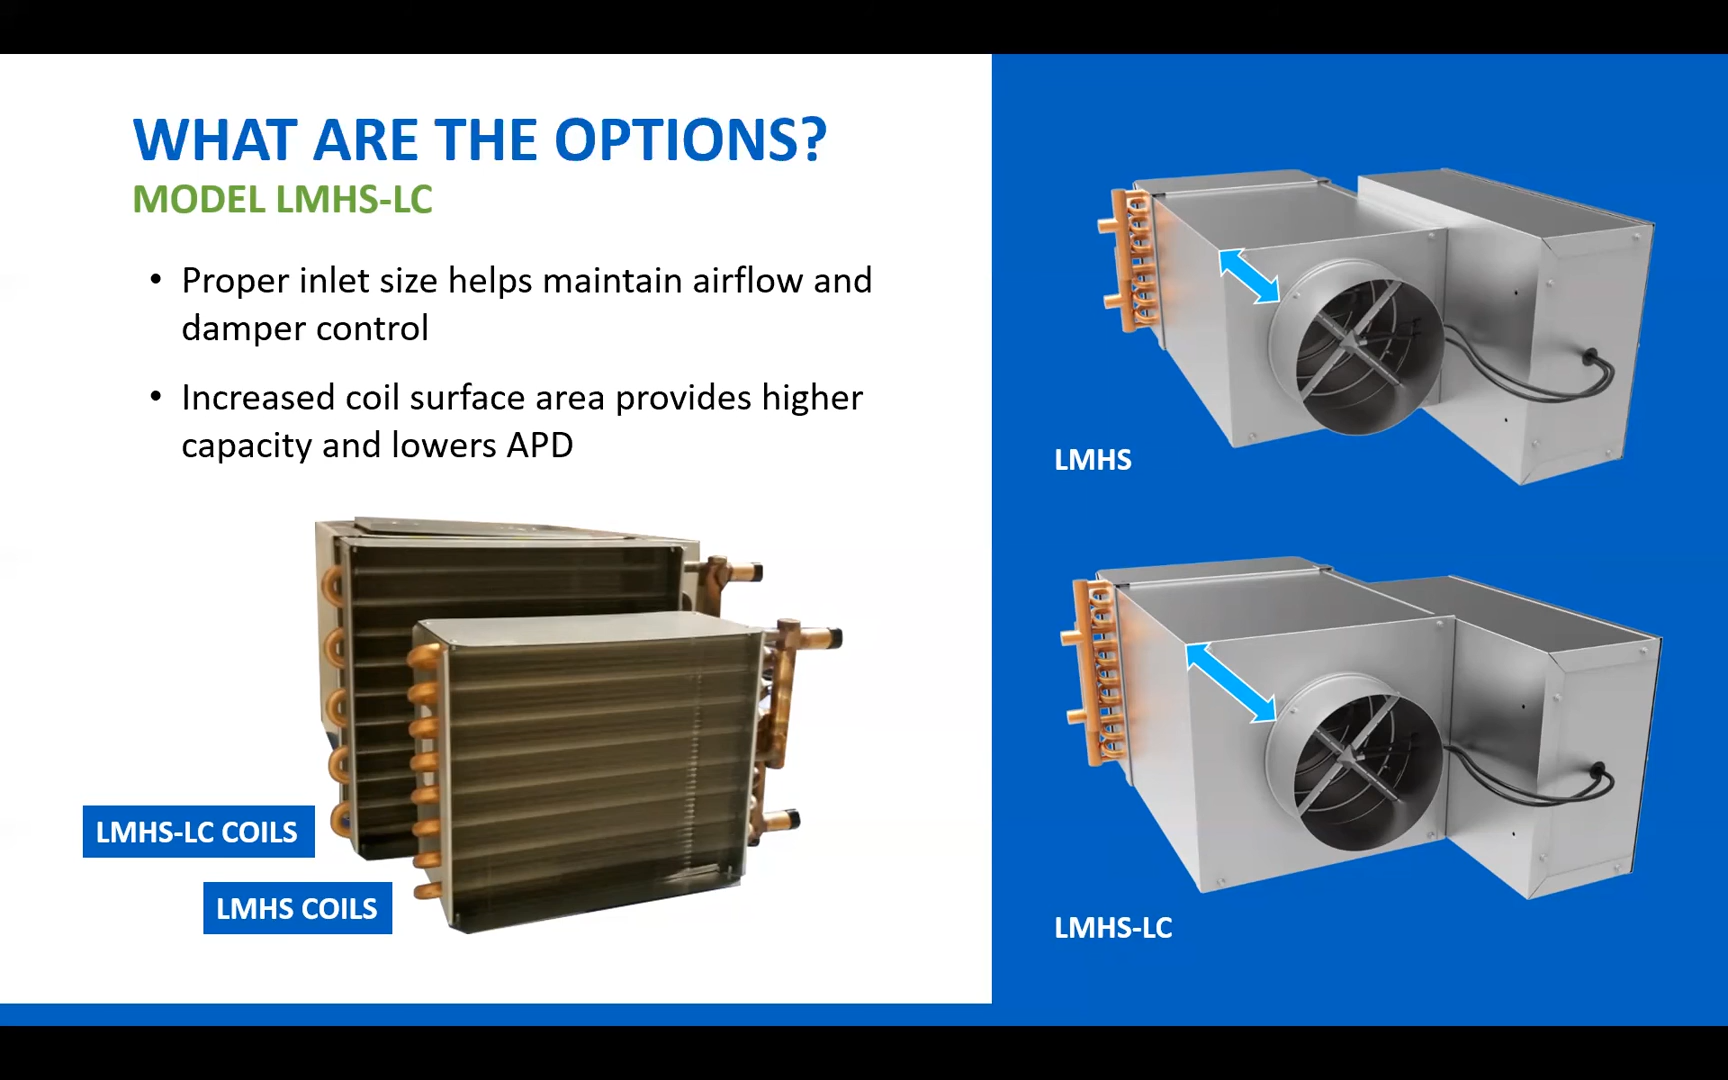 WHAT ARE THE OPTIONS?
MODEL LMHS-LC
• Proper inlet size helps maintain airflow and
damper control
• Increased coil surface area provides higher
capacity and lowers APD
LMHS-LC COILS
LMHS COILS
LMHS
LMHS-LC